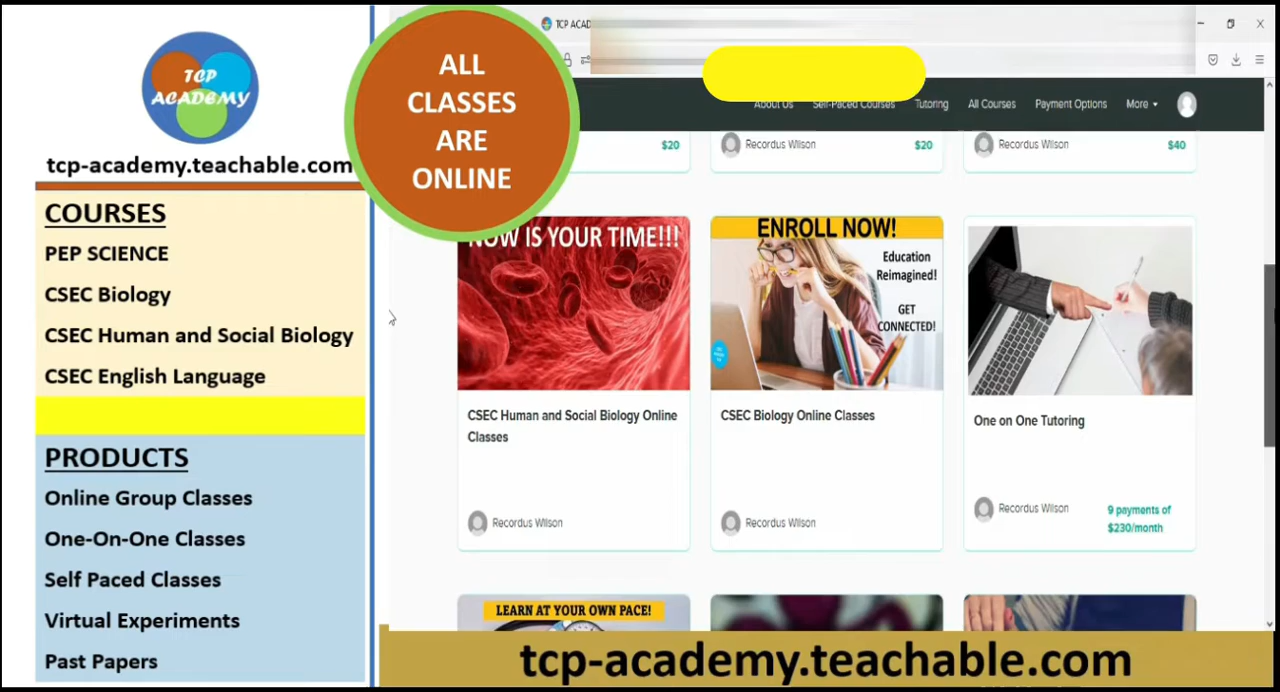 TCP
ACADEMY
tcp-academy.teachable.com
COURSES
PEP SCIENCE
CSEC Biology
CSEC Human and Social Biology
CSEC English Language
PRODUCTS
Online Group Classes
One-On-One Classes
Self Paced Classes
Virtual Experiments
Past Papers
ALL
CLASSES
ARE
ONLINE
TCP ACAD
About Us Self-Paced Courses Tutoring All Courses Payment Options More
$20
Recordus Wilson $20
Recordus Wilson $40
NOW IS YOUR TIME!!!
CSEC Human and Social Biology Online
Classes
Recordus Wilson
ENROLL NOW!
Education
Reimagined!
GET
CONNECTED!
CSEC Biology Online Classes
Recordus Wilson
One on One Tutoring
Recordus Wilson
9 payments of
$230/month
LEARN AT YOUR OWN PACE!
tcp-academy.teachable.com